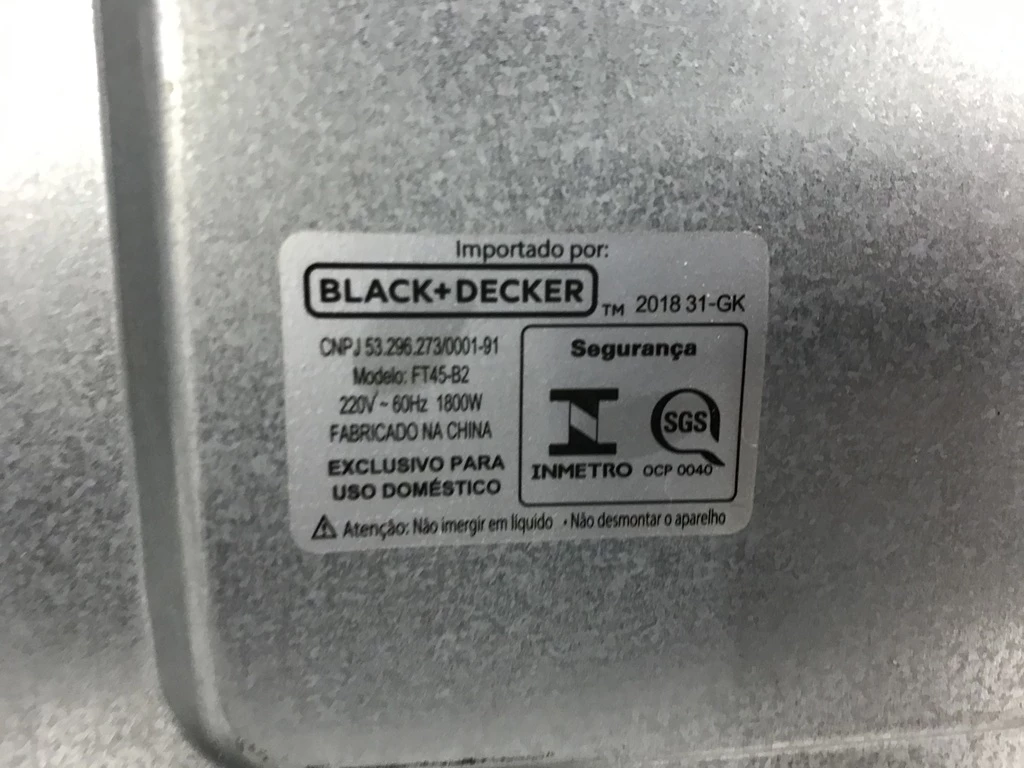 Importado por:
BLACK+DECKER TM 2018 31-GK
CNPJ 53.296.273/0001-91
Modelo: FT45-B2
220V ~ 60Hz 1800W
FABRICADO NA CHINA
EXCLUSIVO PARA
USO DOMÉSTICO
Segurança
SGS
INMETRO OCP 0040
Atenção: Não imergir em líquido • Não desmontar o aparelho